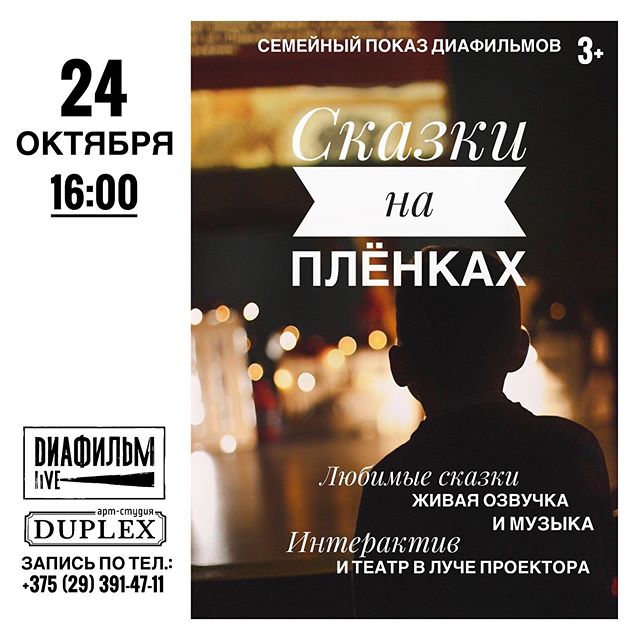 24
ОКТЯБРЯ
16:00
СЕМЕЙНЫЙ ПОКАЗ ДИАФИЛЬМОВ 3+
Сказки
на
ПЛЁНКАХ
Любимые сказки
ЖИВАЯ ОЗВУЧКА
И МУЗЫКА
Интерактив
И ТЕАТР В ЛУЧЕ ПРОЕКТОРА
DИАФИЛЬМ
LIVE
арт-студия
DUPLEX
ЗАПИСЬ ПО ТЕЛ.:
+375 (29) 391-47-11